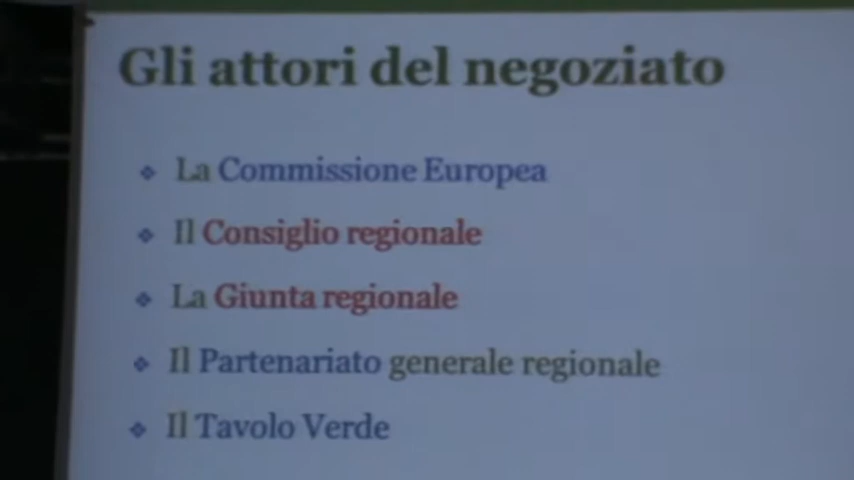 Gli attori del negoziato
La Commissione Europea
Il Consiglio regionale
La Giunta regionale
Il Partenariato generale regionale
Il Tavolo Verde